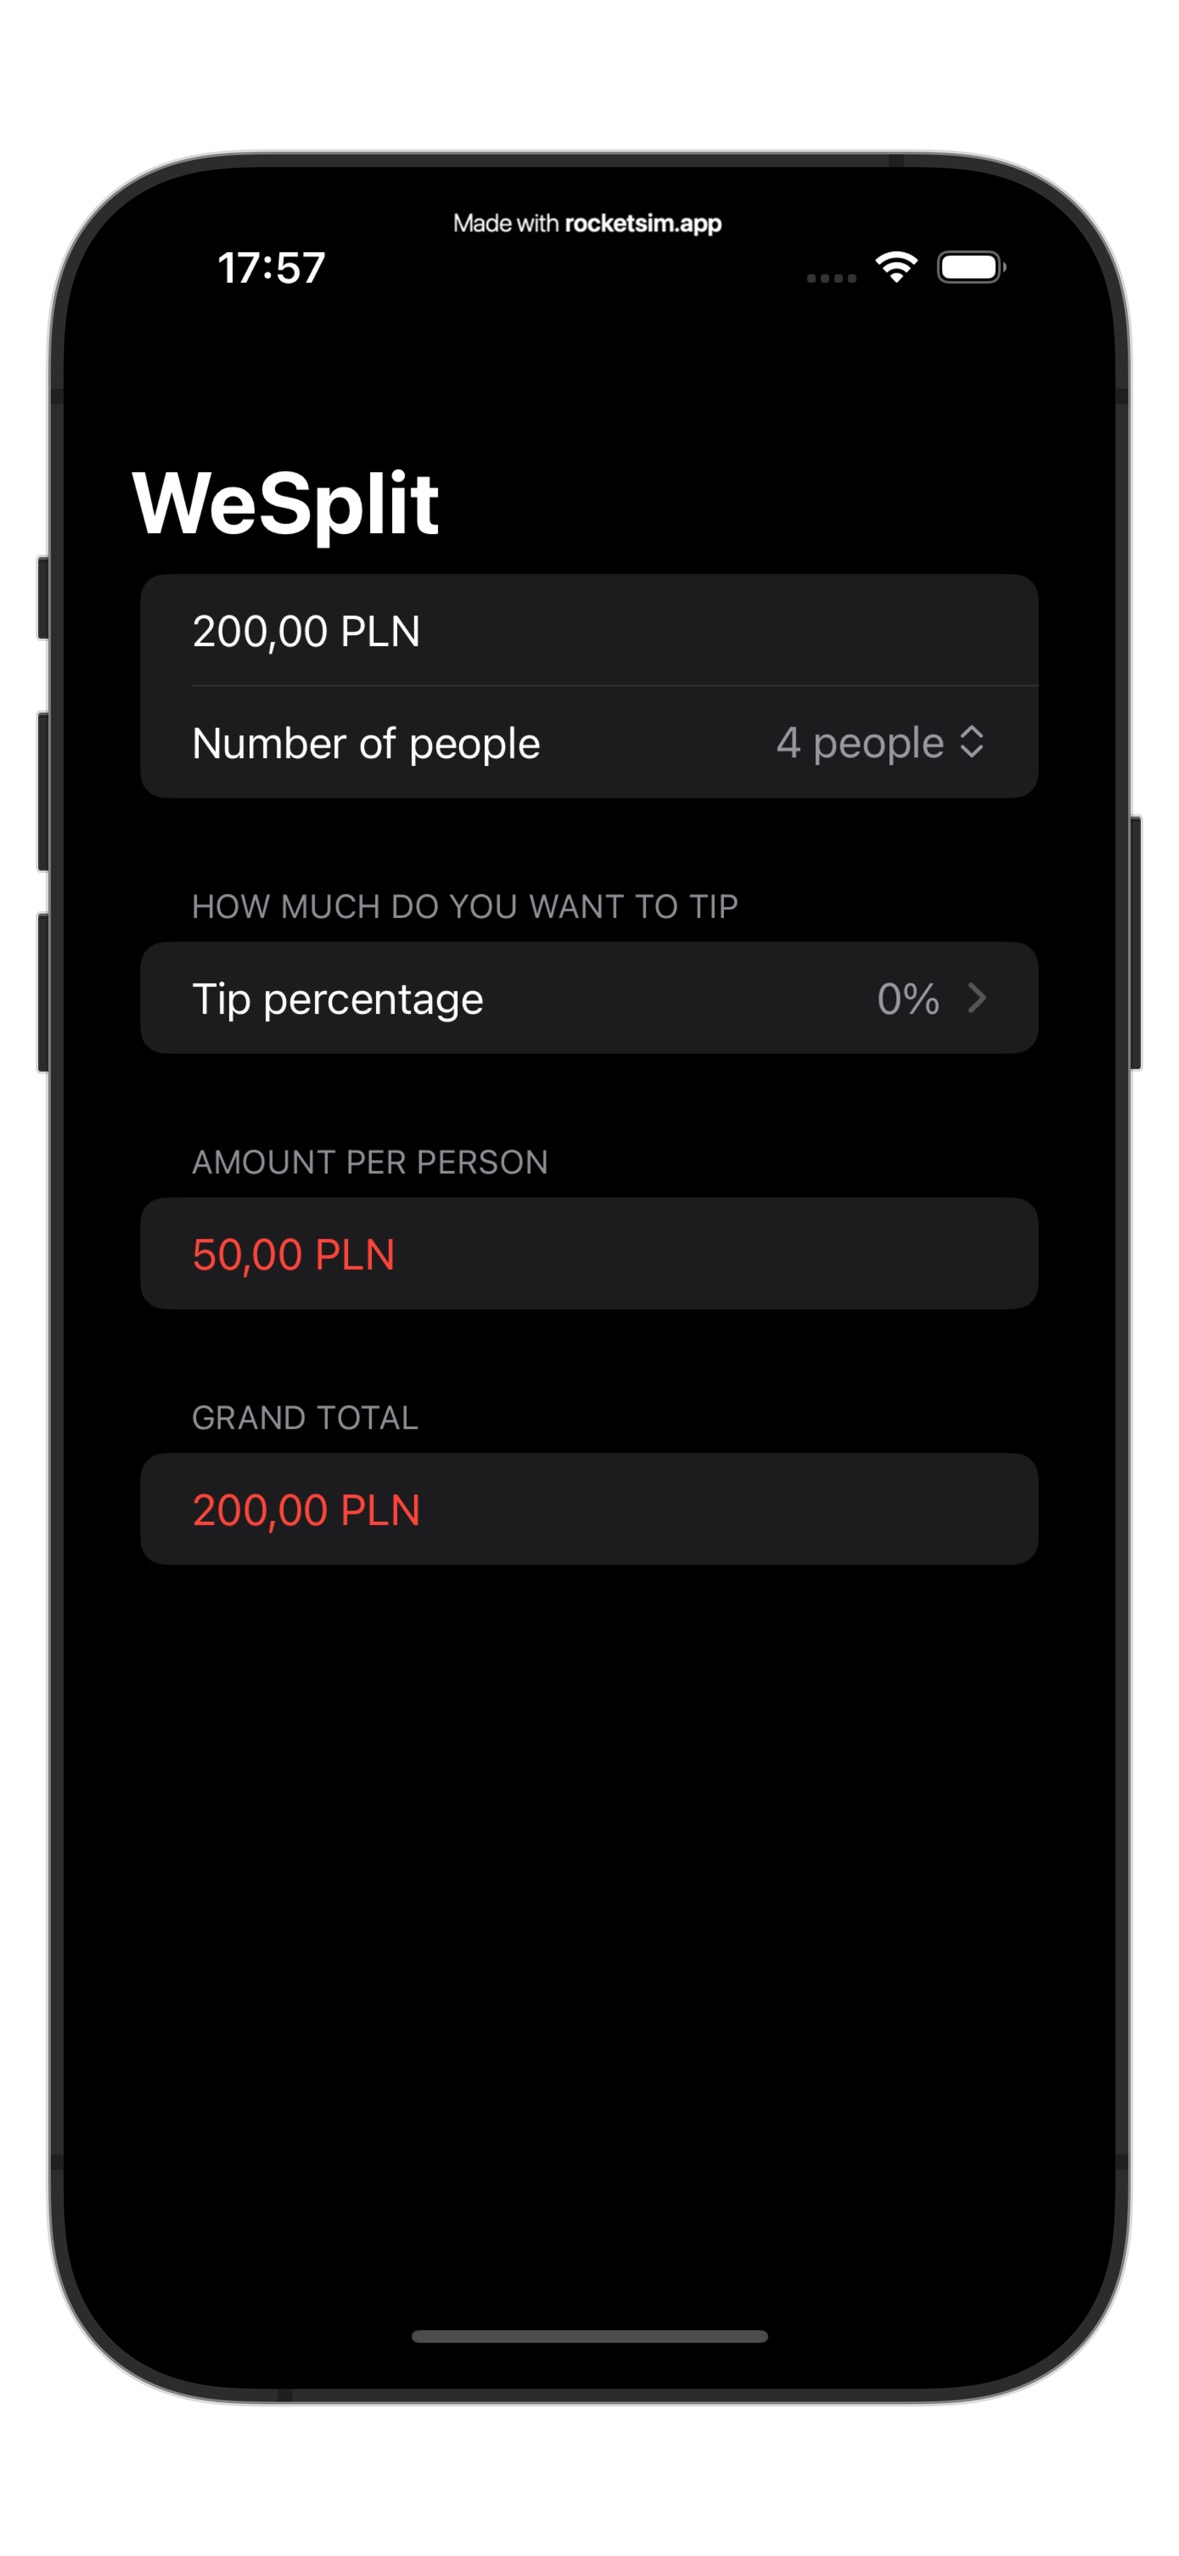 Made with rocketsim.app
17:57
WeSplit
200,00 PLN
Number of people 4 people
HOW MUCH DO YOU WANT TO TIP
Tip percentage 0%
AMOUNT PER PERSON
50,00 PLN
GRAND TOTAL
200,00 PLN